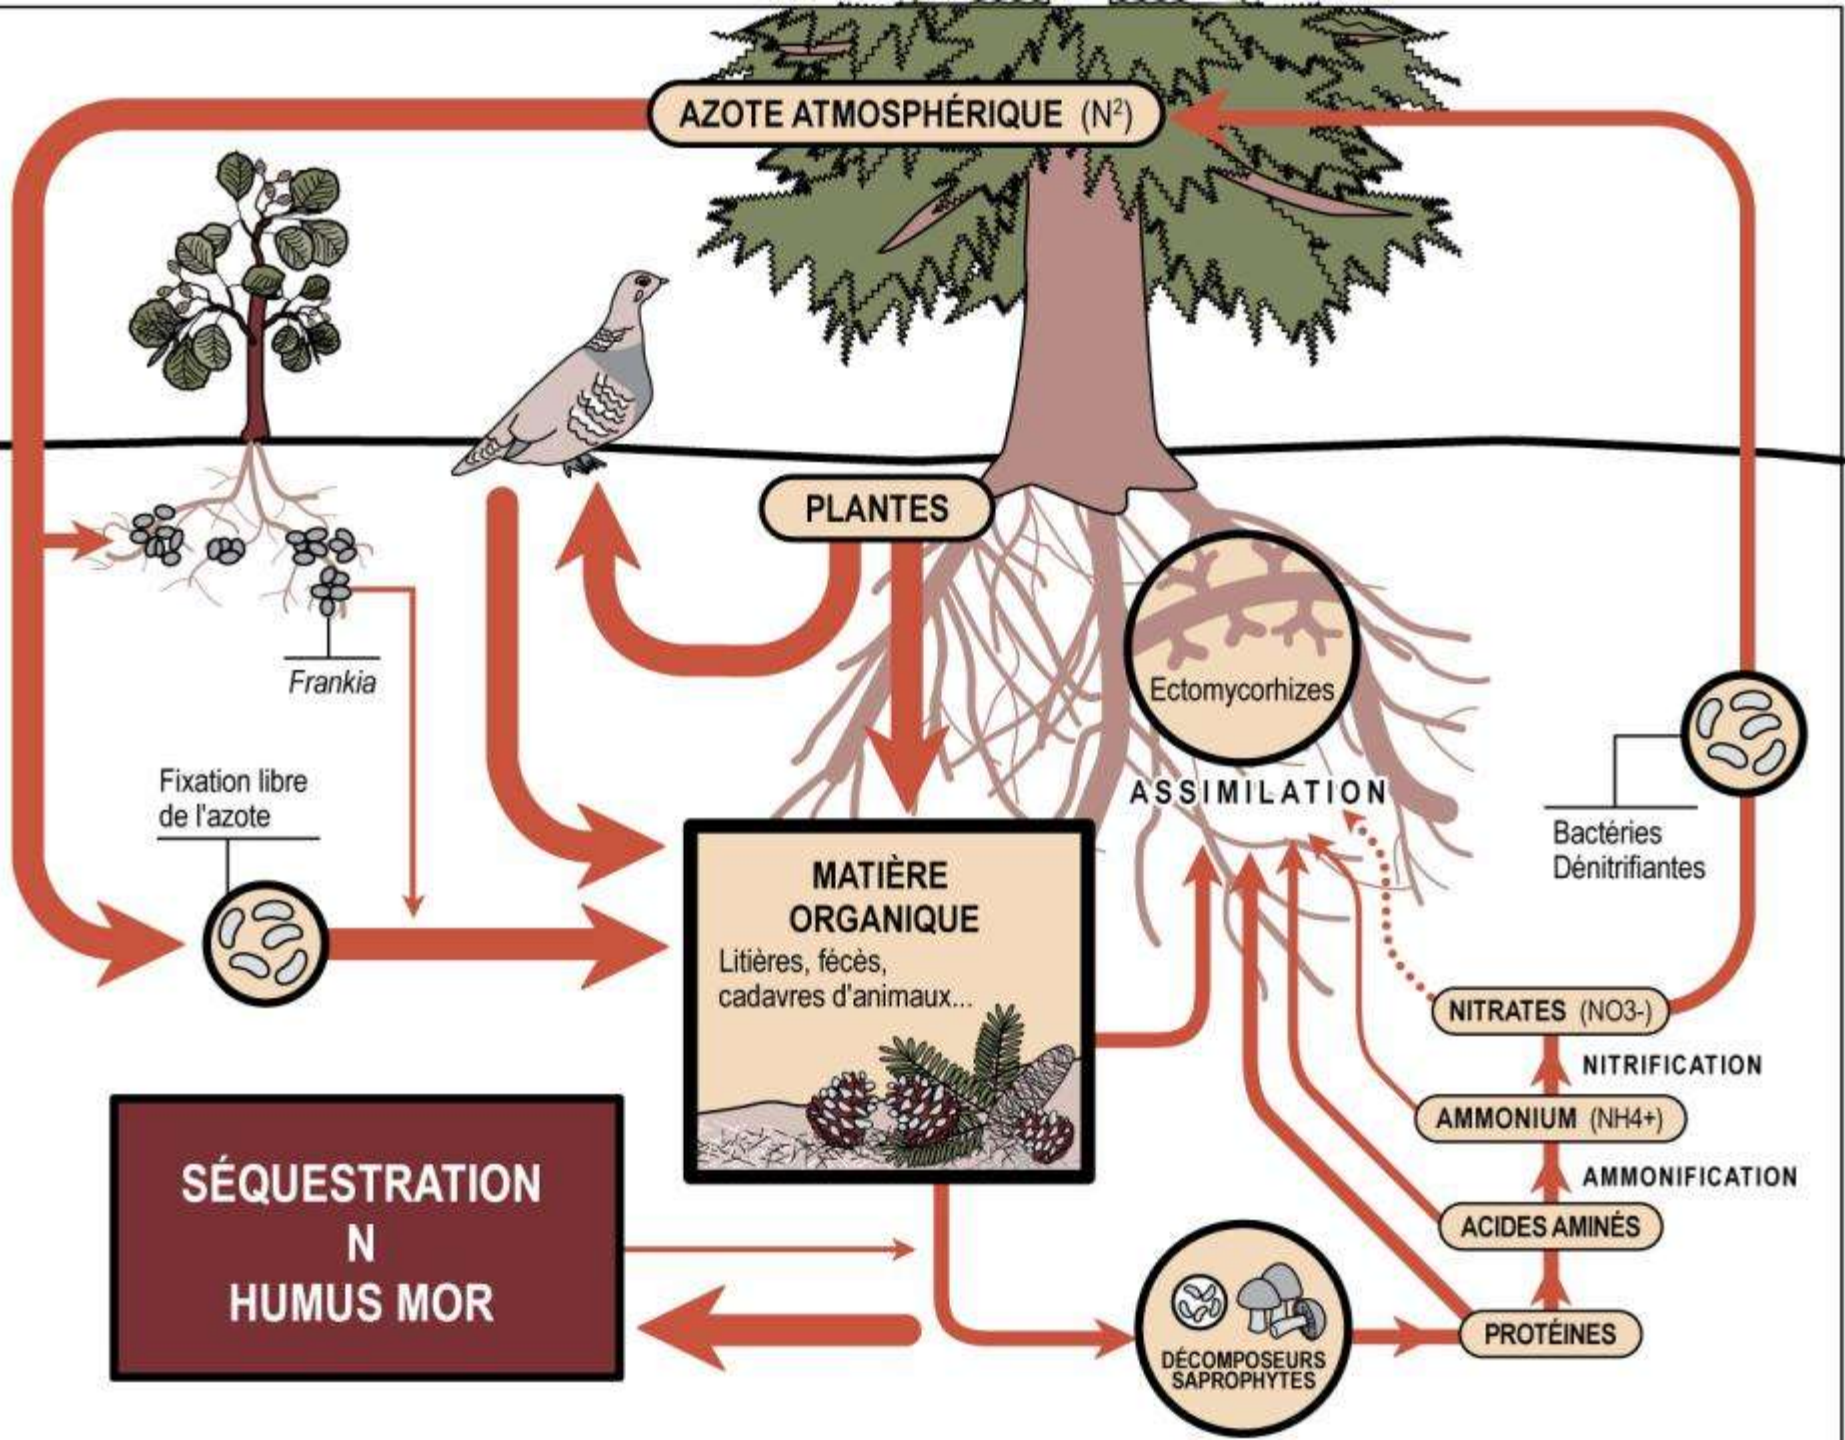 AZOTE ATMOSPHÉRIQUE (N²)
PLANTES
Ectomycorhizes
Frankia
Fixation libre
de l'azote
ASSIMILATION
Bactéries
Dénitrifiantes
MATIÈRE
ORGANIQUE
Litières, fécès,
cadavres d'animaux...
NITRATES (NO3-)
NITRIFICATION
AMMONIUM (NH4+)
AMMONIFICATION
ACIDES AMINÉS
PROTÉINES
SÉQUESTRATION
N
HUMUS MOR
DÉCOMPOSEURS
SAPROPHYTES